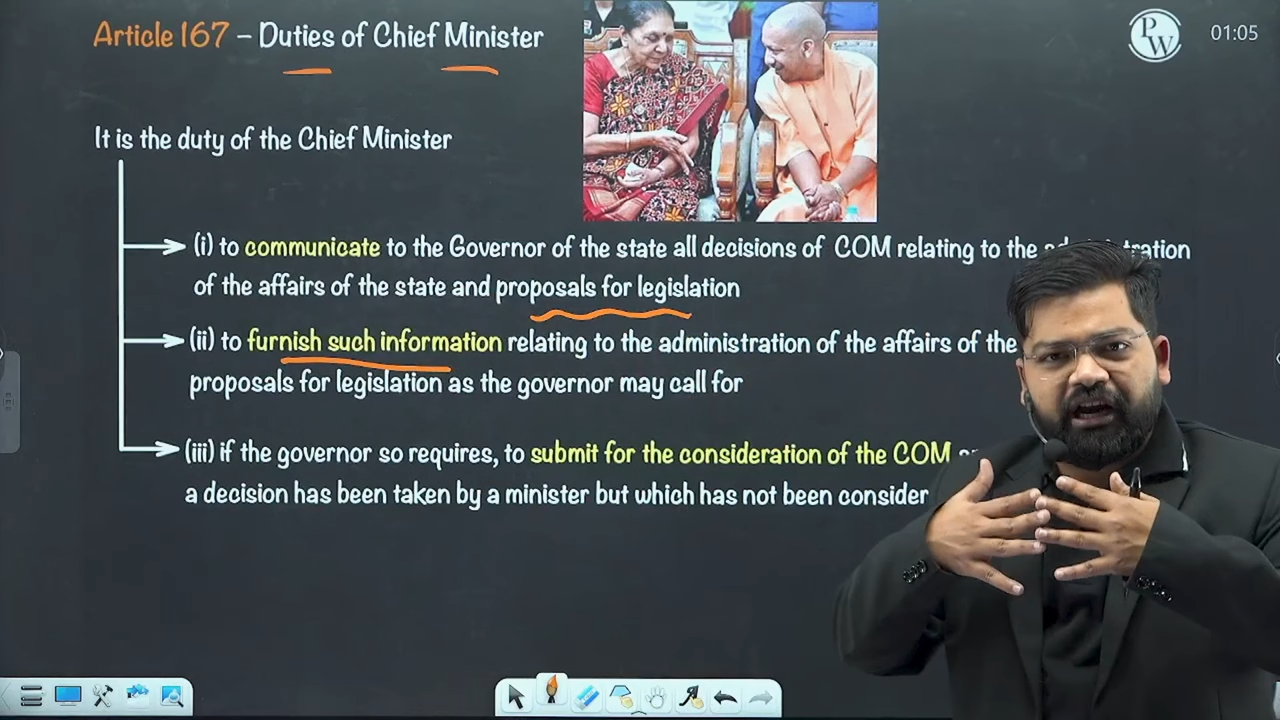 Article 167 – Duties of Chief Minister
PW
01:05
It is the duty of the Chief Minister
(i) to communicate to the Governor of the state all decisions of COM relating to the
of the affairs of the state and proposals for legislation
(ii) to furnish such information relating to the administration of the affairs of the
proposals for legislation as the governor may call for
(iii) if the governor so requires, to submit for the consideration of the COM
a decision has been taken by a minister but which has not been consider